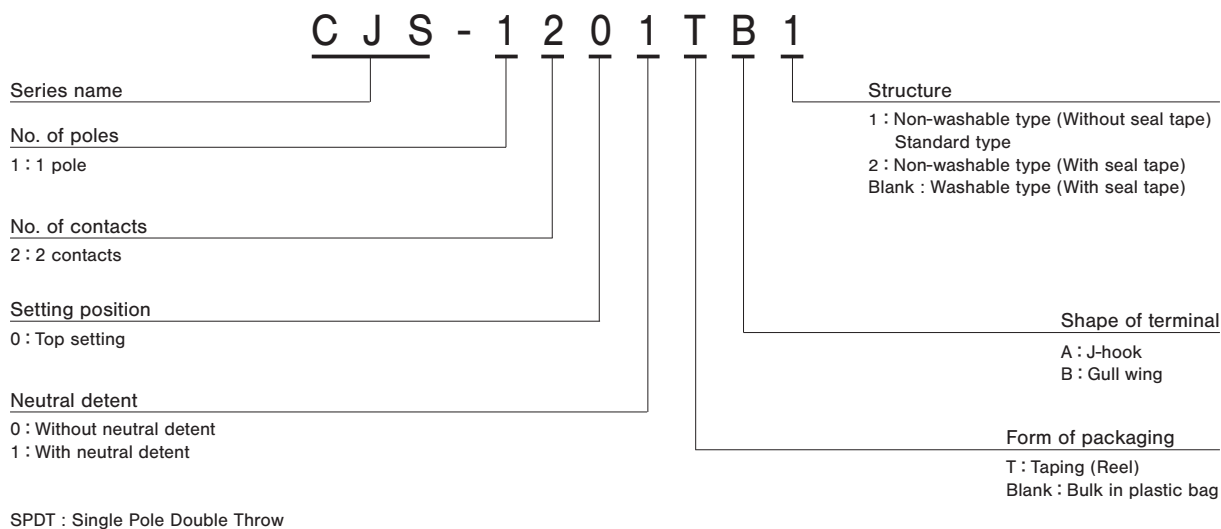 C J S - 1 2 0 1 T B 1
Series name
No. of poles
1 : 1 pole
No. of contacts
2 : 2 contacts
Setting position
0 : Top setting
Neutral detent
0 : Without neutral detent
1 : With neutral detent
SPDT : Single Pole Double Throw
Structure
1 : Non-washable type (Without seal tape)
Standard type
2 : Non-washable type (With seal tape)
Blank : Washable type (With seal tape)
Shape of terminal
A : J-hook
B : Gull wing
Form of packaging
T : Taping (Reel)
Blank : Bulk in plastic bag